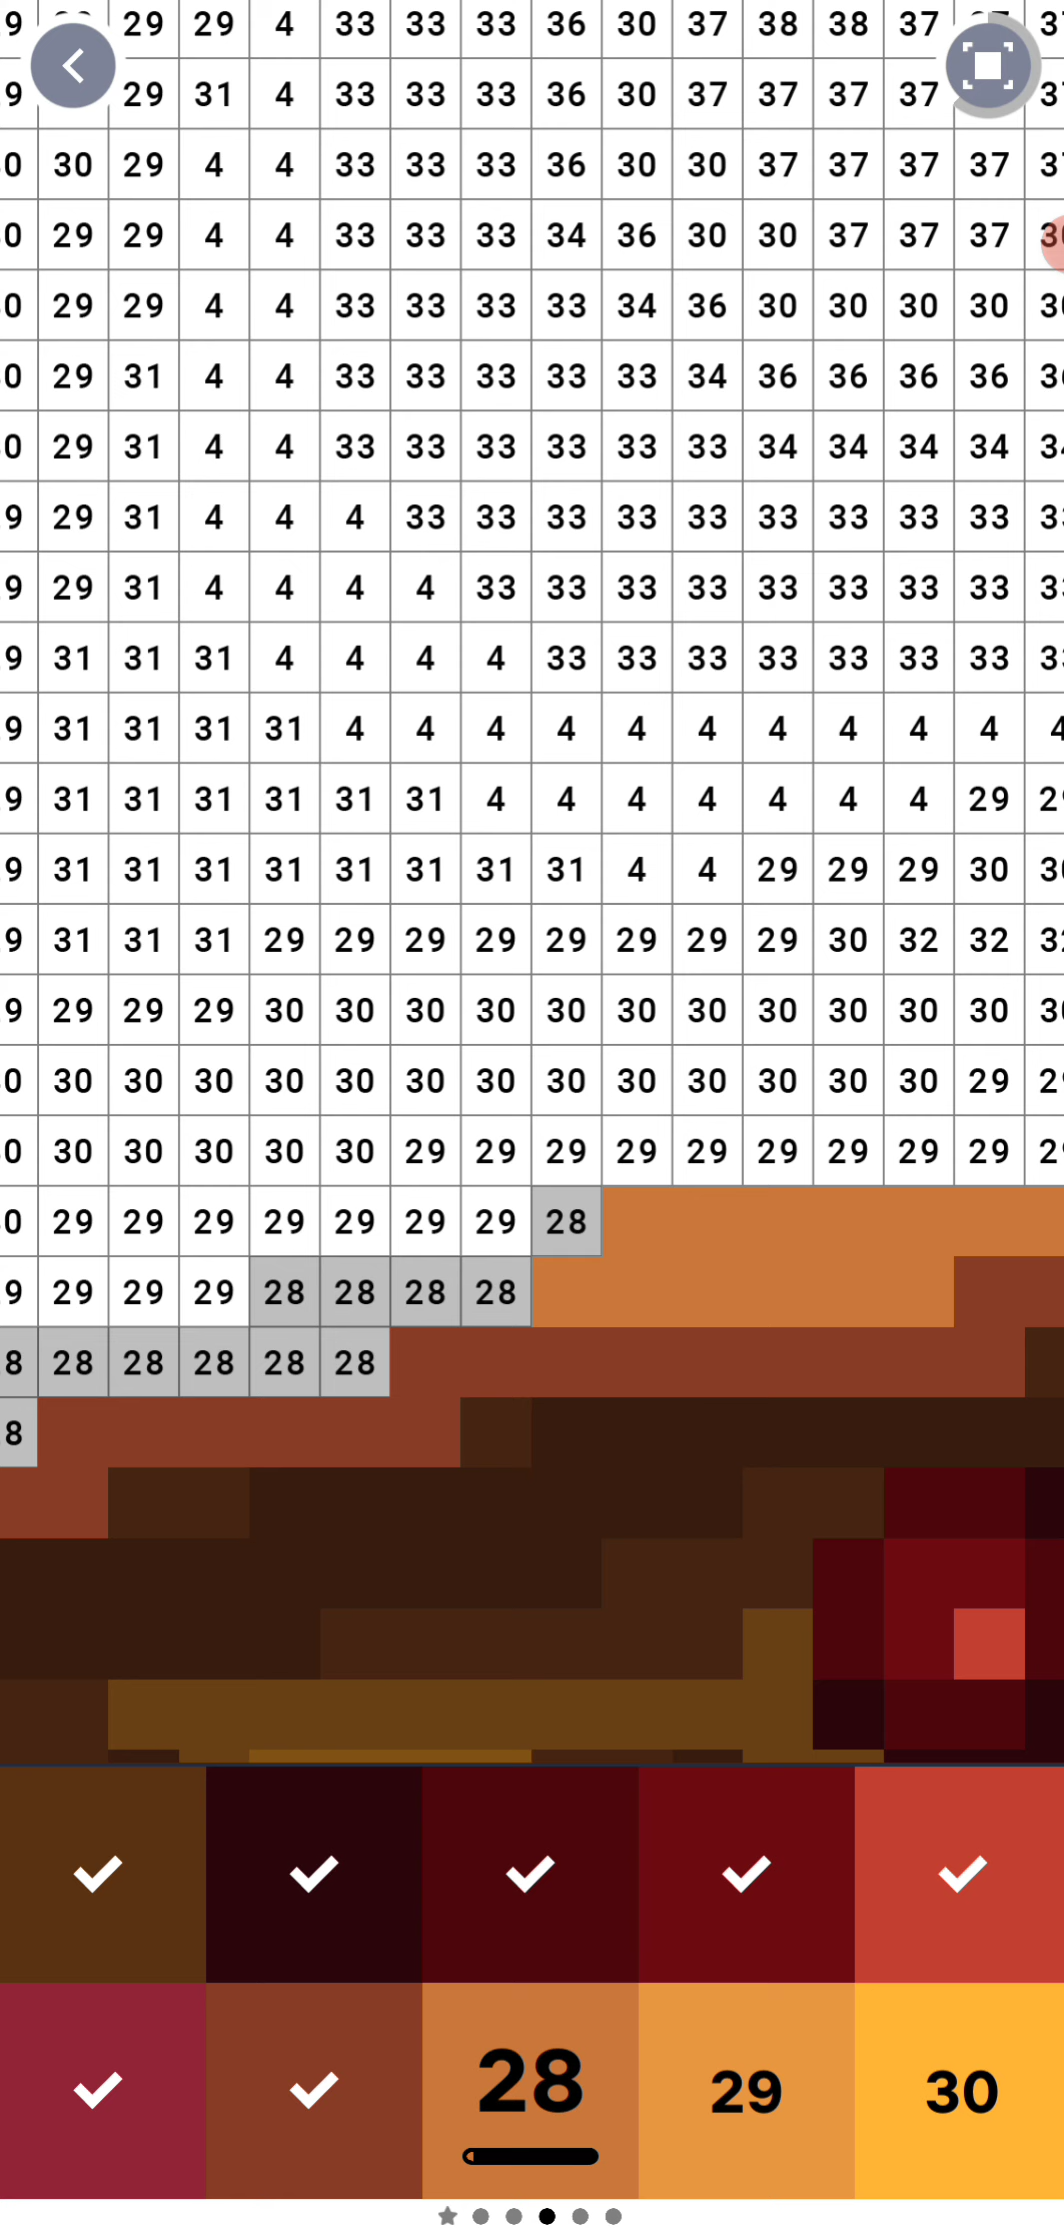 29 29 4 33 33 33 36 30 37 38 38 37
29 31 4 33 33 33 36 30 37 37 37 37
30 29 4 4 33 33 33 36 30 30 37 37 37 37
29 29 4 4 33 33 33 34 36 30 30 37 37 37
29 29 4 4 33 33 33 33 34 36 30 30 30 30
29 31 4 4 33 33 33 33 33 34 36 36 36 36
29 31 4 4 33 33 33 33 33 33 34 34 34 34
29 31 4 4 4 33 33 33 33 33 33 33 33 33
29 31 4 4 4 4 33 33 33 33 33 33 33 33
31 31 31 4 4 4 4 33 33 33 33 33 33 33
31 31 31 31 4 4 4 4 4 4 4 4 4 4 4
31 31 31 31 31 31 4 4 4 4 4 4 4 29
31 31 31 31 31 31 31 31 4 4 29 29 29 30
31 31 31 29 29 29 29 29 29 29 29 30 32 32
29 29 29 30 30 30 30 30 30 30 30 30 30 30
30 30 30 30 30 30 30 30 30 30 30 30 30 29
30 30 30 30 30 29 29 29 29 29 29 29 29 29
29 29 29 29 29 29 29 28
29 29 29 28 28 28 28
28 28 28 28 28
28 29 30